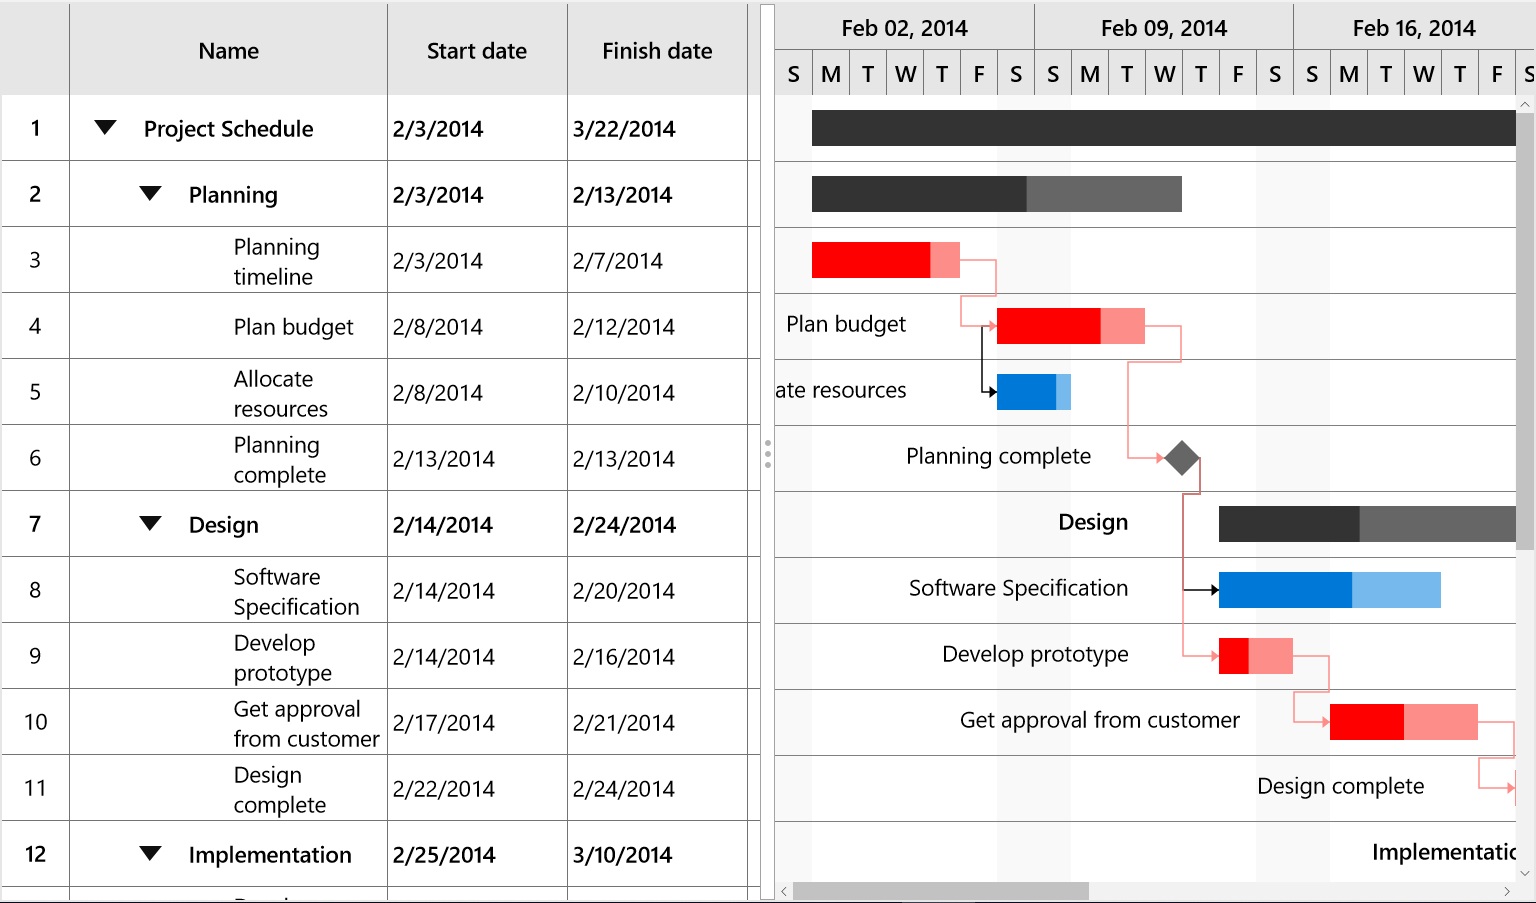 Name Start date Finish date
Feb 02, 2014 Feb 09, 2014 Feb 16, 2014
S M T W T F S S M T W T F S S M T W T F S
1 Project Schedule 2/3/2014 3/22/2014
2 Planning 2/3/2014 2/13/2014
3 Planning
timeline 2/3/2014 2/7/2014
4 Plan budget 2/8/2014 2/12/2014 Plan budget
5 Allocate
resources 2/8/2014 2/10/2014 ate resources
6 Planning
complete 2/13/2014 2/13/2014 Planning complete
7 Design 2/14/2014 2/24/2014 Design
8 Software
Specification 2/14/2014 2/20/2014 Software Specification
9 Develop
prototype 2/14/2014 2/16/2014 Develop prototype
10 Get approval
from customer 2/17/2014 2/21/2014 Get approval from customer
11 Design
complete 2/22/2014 2/24/2014 Design complete
12 Implementation 2/25/2014 3/10/2014 Implementatio